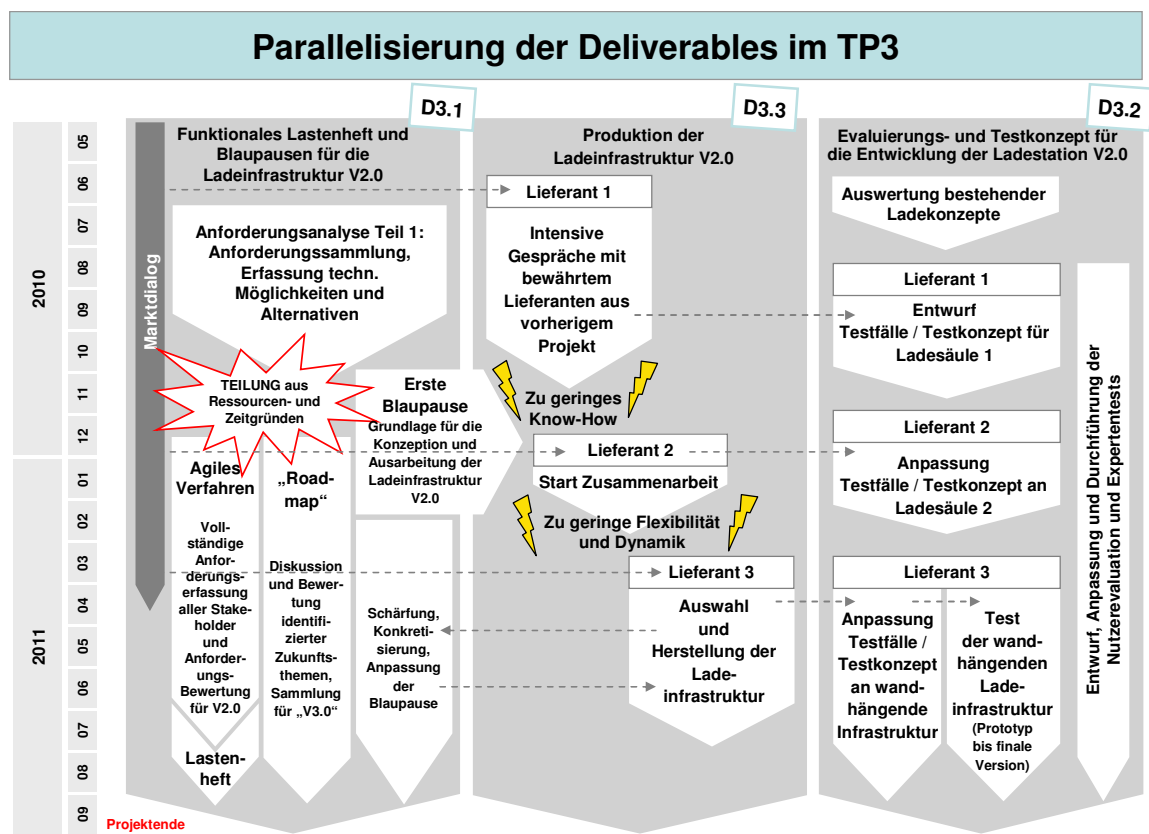 Parallelisierung der Deliverables im TP3
2010
2011
05
06
07
08
09
10
11
12
01
02
03
04
05
06
07
08
09
Projektende
Marktdialog
D3.1
Funktionales Lastenheft und
Blaupausen für die
Ladeinfrastruktur V2.0
Anforderungsanalyse Teil 1:
Anforderungssammlung,
Erfassung techn.
Möglichkeiten und
Alternativen
TEILUNG aus
Ressourcen- und
Zeitgründen
Agiles
Verfahren
Voll-
ständige
Anfor-
derungs-
erfassung
aller Stake-
holder
und
Anforder-
ungs-
Bewertung
für V2.0
Lasten-
heft
„Road-
map“
Diskussion
und Bewer-
tung
identifi-
zierter
Zukunfts-
themen,
Sammlung
für „V3.0“
Erste
Blaupause
Grundlage für die
Konzeption und
Ausarbeitung der
Ladeinfrastruktur
V2.0
Schärfung,
Konkreti-
sierung,
Anpassung
der
Blaupause
D3.3
Produktion der
Ladeinfrastruktur V2.0
Lieferant 1
Intensive
Gespräche mit
bewährtem
Lieferanten aus
vorherigem
Projekt
Zu geringes
Know-How
Lieferant 2
Start Zusammenarbeit
Zu geringe Flexibilität
und Dynamik
Lieferant 3
Auswahl
und
Herstellung der
Lade-
infrastruktur
D3.2
Evaluierungs- und Testkonzept für
die Entwicklung der Ladestation V2.0
Auswertung bestehender
Ladekonzepte
Lieferant 1
Entwurf
Testfälle / Testkonzept für
Ladesäule 1
Lieferant 2
Anpassung
Testfälle / Testkonzept an
Ladesäule 2
Lieferant 3
Anpassung
Testfälle /
Testkonzept
an wand-
hängende
Infrastruktur
Test
der wand-
hängenden
Lade-
infrastruktur
(Prototyp
bis finale
Version)
Entwurf, Anpassung und Durchführung der
Nutzerevaluation und Expertentests